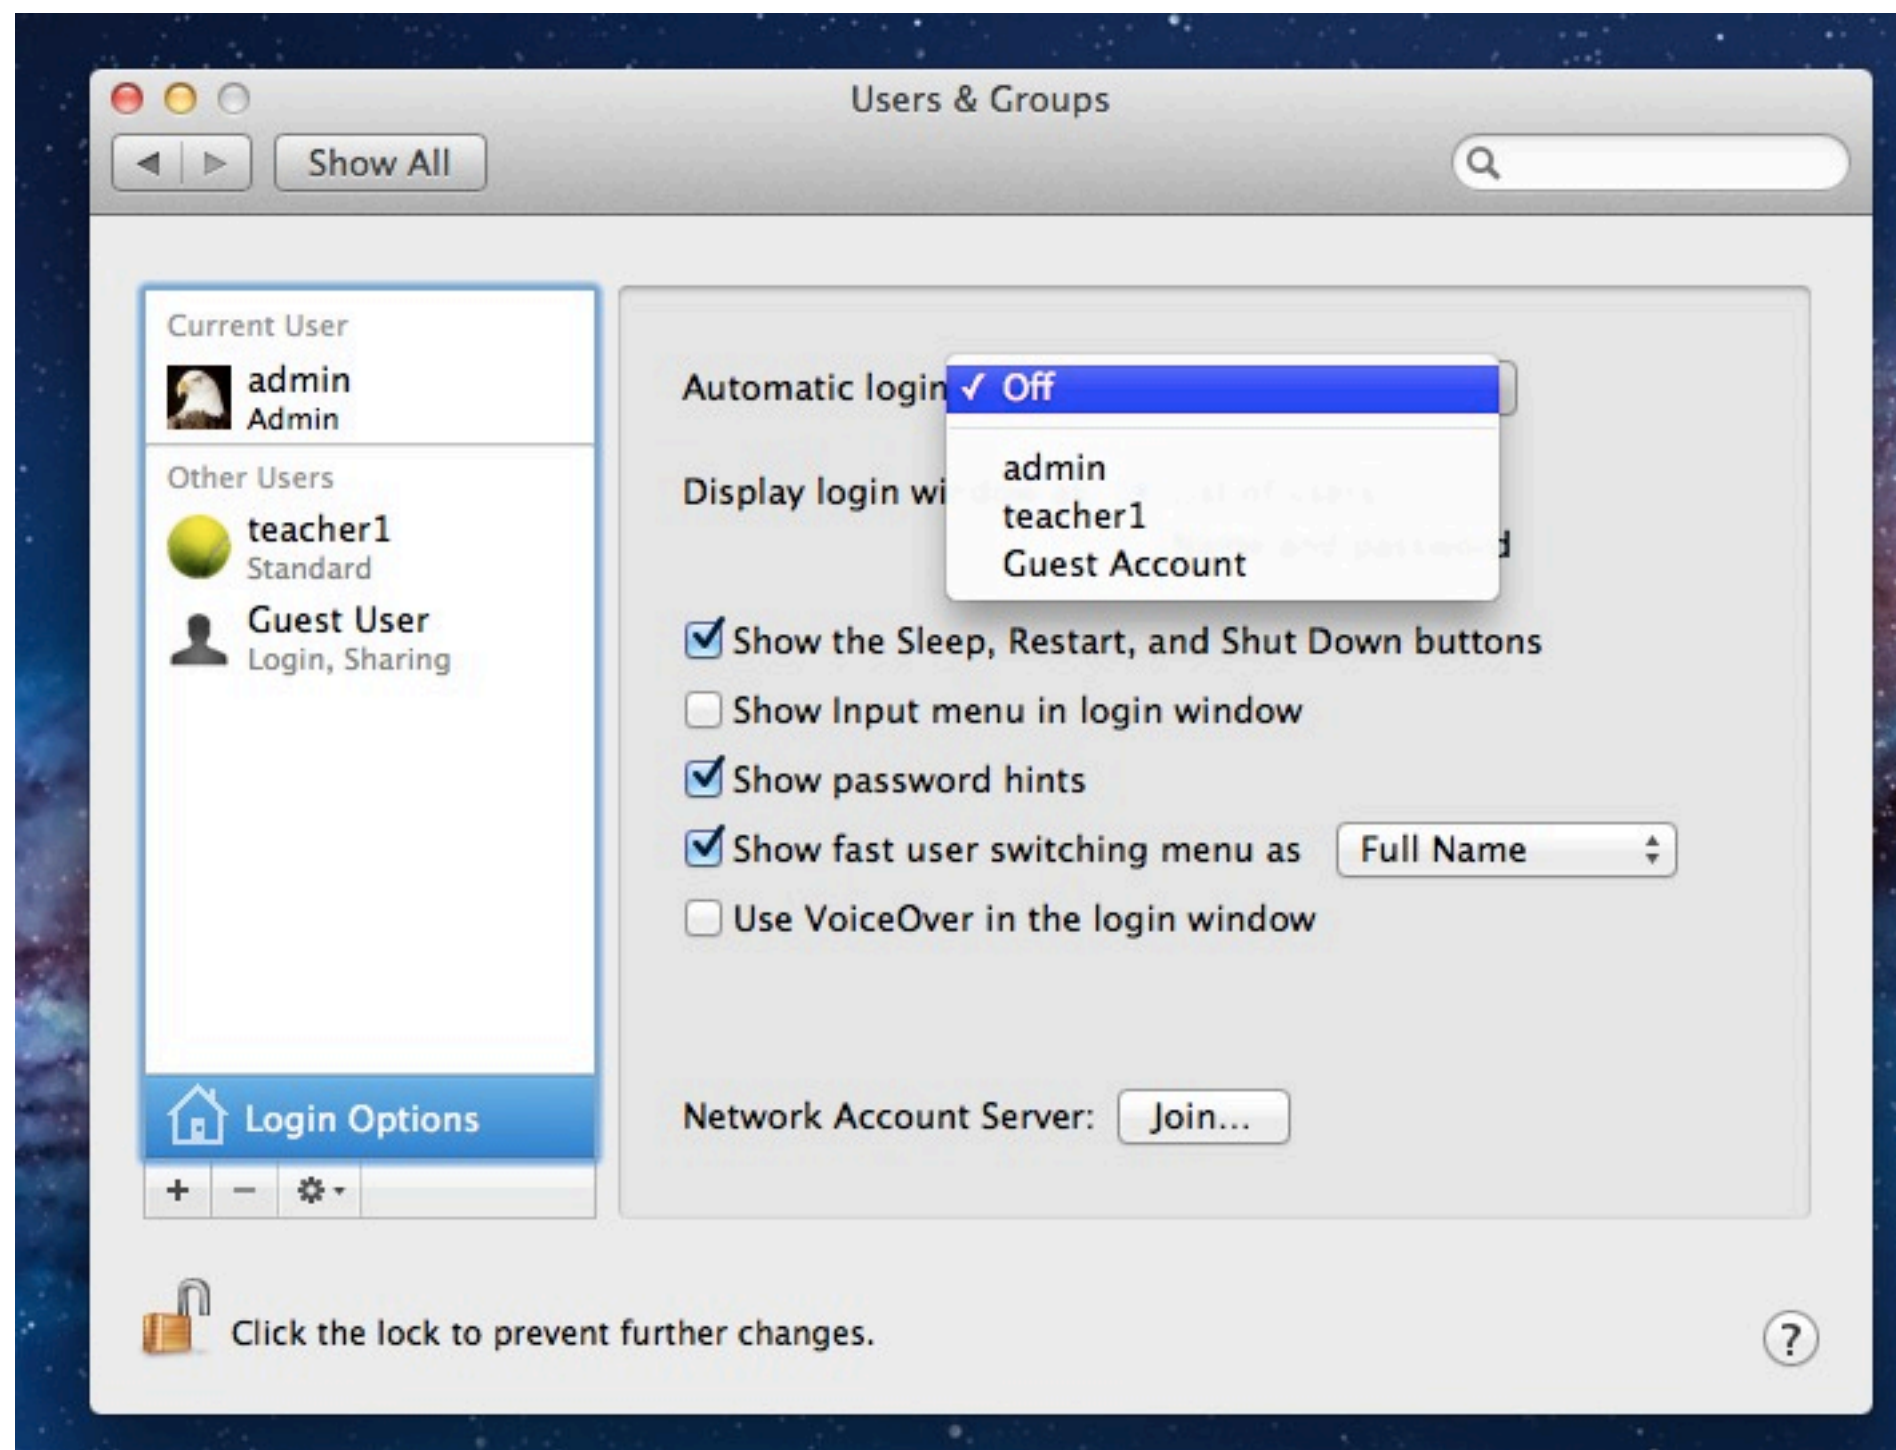 Users & Groups
Show All
Current User
admin
Admin
Other Users
teacher1
Standard
Guest User
Login, Sharing
Login Options
Automatic login
✓ Off
admin
teacher1
Guest Account
Display login wi
Show the Sleep, Restart, and Shut Down buttons
Show Input menu in login window
Show password hints
Show fast user switching menu as Full Name
Use VoiceOver in the login window
Network Account Server: Join...
Click the lock to prevent further changes.
?